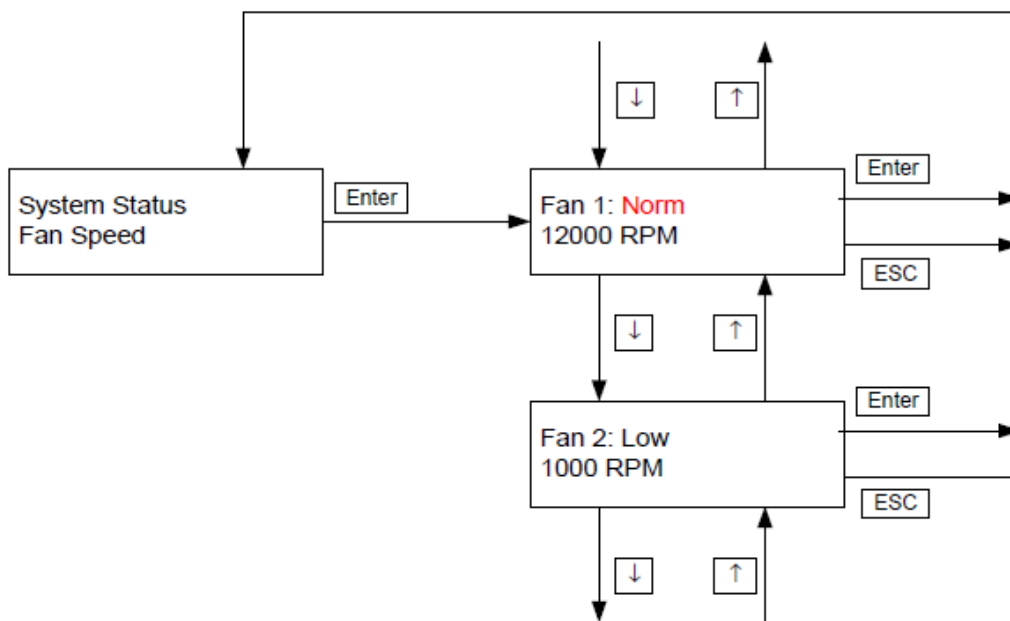 ↓
↑
System Status
Fan Speed
Enter
Fan 1: Norm
12000 RPM
Enter
ESC
↓
↑
Fan 2: Low
1000 RPM
Enter
ESC
↓
↑